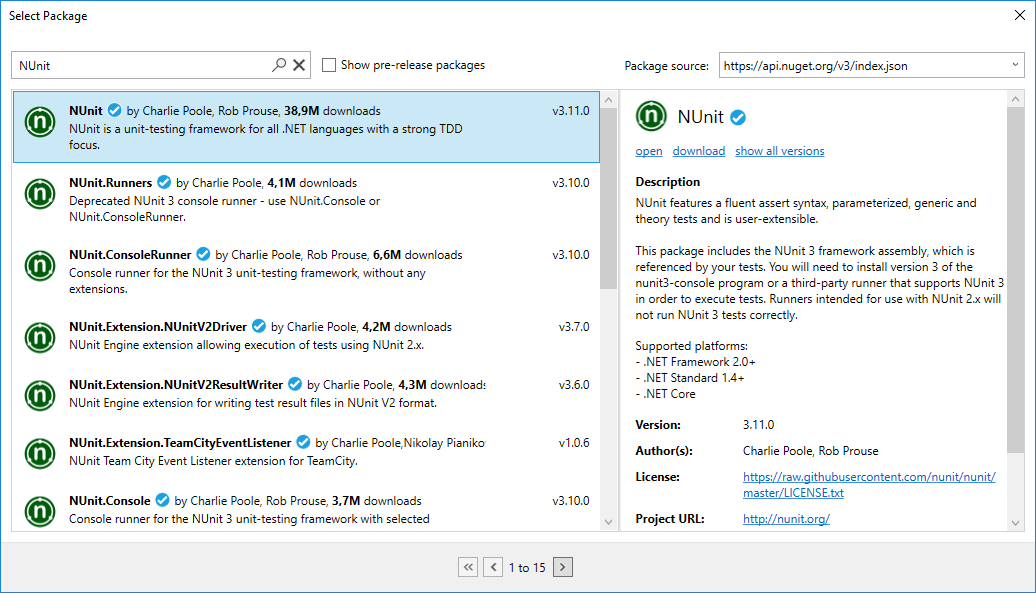 Select Package
NUnit
Show pre-release packages
Package source:
https://api.nuget.org/v3/index.json
NUnit by Charlie Poole, Rob Prouse, 38,9M downloads v3.11.0
NUnit is a unit-testing framework for all .NET languages with a strong TDD
focus.
NUnit.Runners by Charlie Poole, 4,1M downloads v3.10.0
Deprecated NUnit 3 console runner - use NUnit.Console or
NUnit.ConsoleRunner.
NUnit.ConsoleRunner by Charlie Poole, Rob Prouse, 6,6M downloads v3.10.0
Console runner for the NUnit 3 unit-testing framework, without any
extensions.
NUnit.Extension.NUnitV2Driver by Charlie Poole, 4,2M downloads v3.7.0
NUnit Engine extension allowing execution of tests using NUnit 2.x.
NUnit.Extension.NUnitV2ResultWriter by Charlie Poole, 4,3M downloads v3.6.0
NUnit Engine extension for writing test result files in NUnit V2 format.
NUnit.Extension.TeamCityEventListener by Charlie Poole,Nikolay Pianiko v1.0.6
NUnit Team City Event Listener extension for TeamCity.
NUnit.Console by Charlie Poole, Rob Prouse, 3,7M downloads v3.10.0
Console runner for the NUnit 3 unit-testing framework with selected
NUnit
open download show all versions
Description
NUnit features a fluent assert syntax, parameterized, generic and
theory tests and is user-extensible.
This package includes the NUnit 3 framework assembly, which is
referenced by your tests. You will need to install version 3 of the
nunit3-console program or a third-party runner that supports NUnit 3
in order to execute tests. Runners intended for use with NUnit 2.x will
not run NUnit 3 tests correctly.
Supported platforms:
- .NET Framework 2.0+
- .NET Standard 1.4+
- .NET Core
Version: 3.11.0
Author(s): Charlie Poole, Rob Prouse
License: https://raw.githubusercontent.com/nunit/nunit/
master/LICENSE.txt
Project URL: http://nunit.org/
1 to 15